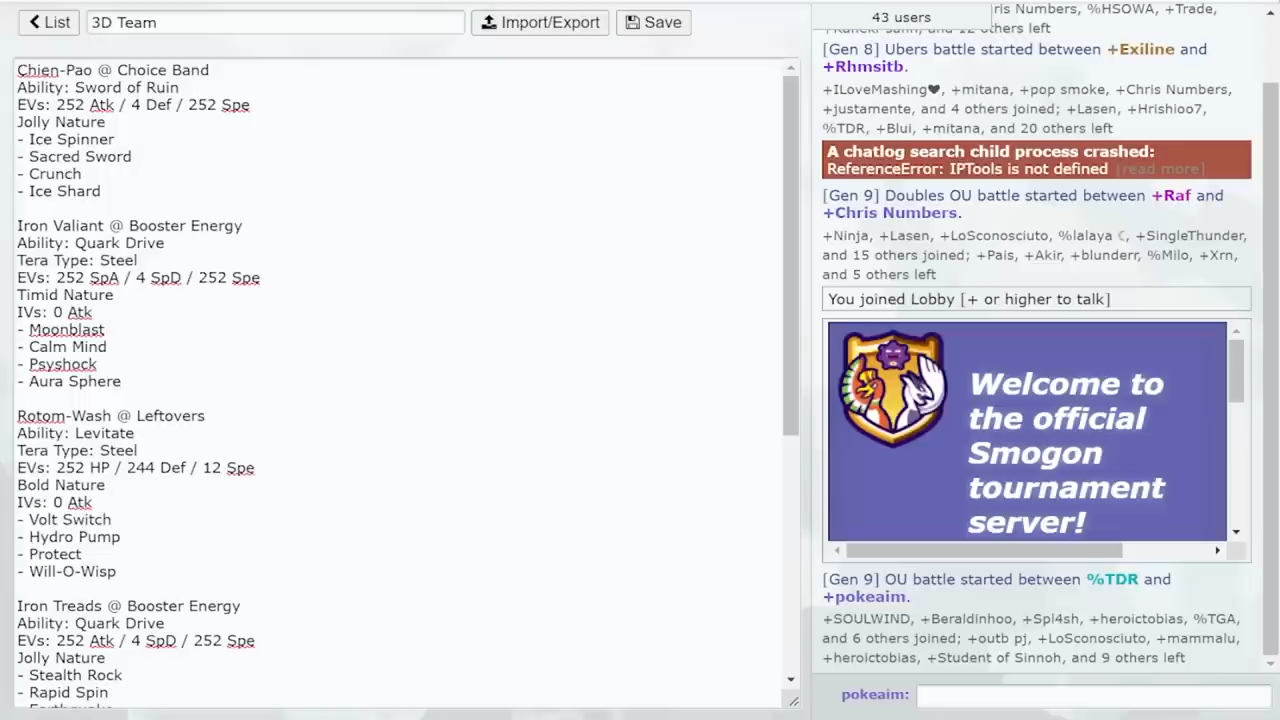 List
3D Team
Import/Export
Save
Chien-Pao @ Choice Band
Ability: Sword of Ruin
EVs: 252 Atk / 4 Def / 252 Spe
Jolly Nature
- Ice Spinner
- Sacred Sword
- Crunch
- Ice Shard
Iron Valiant @ Booster Energy
Ability: Quark Drive
Tera Type: Steel
EVs: 252 SpA / 4 SpD / 252 Spe
Timid Nature
IVs: 0 Atk
- Moonblast
- Calm Mind
- Psyshock
- Aura Sphere
Rotom-Wash @ Leftovers
Ability: Levitate
Tera Type: Steel
EVs: 252 HP / 244 Def / 12 Spe
Bold Nature
IVs: 0 Atk
- Volt Switch
- Hydro Pump
- Protect
- Will-O-Wisp
Iron Treads @ Booster Energy
Ability: Quark Drive
EVs: 252 Atk / 4 SpD / 252 Spe
Jolly Nature
- Stealth Rock
- Rapid Spin
- Earthquake
43 users
ris Numbers, %HSOWA, +Trade,
and 12 others left
[Gen 8] Ubers battle started between +Exiline and
+Rhmsitb.
+ILoveMashing♥, +mitana, +pop smoke, +Chris Numbers,
+justamente, and 4 others joined; +Lasen, +Hrishioo7,
%TDR, +Blui, +mitana, and 20 others left
A chatlog search child process crashed:
ReferenceError: IPTools is not defined [read more]
[Gen 9] Doubles OU battle started between +Raf and
+Chris Numbers.
+Ninja, +Lasen, +LoSconosciuto, %lalaya ☾, +SingleThunder,
and 15 others joined; +Pais, +Akir, +blunderr, %Milo, +Xrn,
and 5 others left
You joined Lobby [+ or higher to talk]
Welcome to
the official
Smogon
tournament
server!
[Gen 9] OU battle started between %TDR and
+pokeaim.
+SOULWIND, +Beraldinhoo, +Spl4sh, +heroictobias, %TGA,
and 6 others joined; +outb pj, +LoSconosciuto, +mammalu,
+heroictobias, +Student of Sinnoh, and 9 others left
pokeaim: